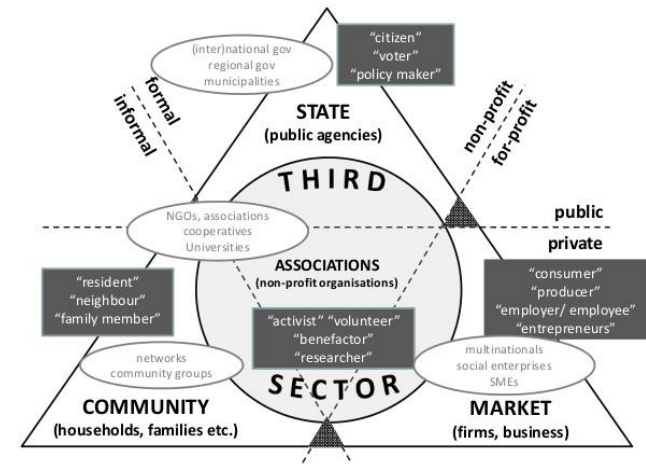 (inter)national gov
regional gov
municipalities
“citizen”
“voter”
“policy maker”
formal
informal
STATE
(public agencies)
non-profit
for-profit
THIRD
NGOs, associations
cooperatives
Universities
public
private
ASSOCIATIONS
(non-profit organisations)
“resident”
“neighbour”
“family member”
“consumer”
“producer”
“employer/ employee”
“entrepreneurs”
“activist” “volunteer”
“benefactor”
“researcher”
networks
community groups
multinationals
social enterprises
SMEs
SECTOR
COMMUNITY
(households, families etc.)
MARKET
(firms, business)